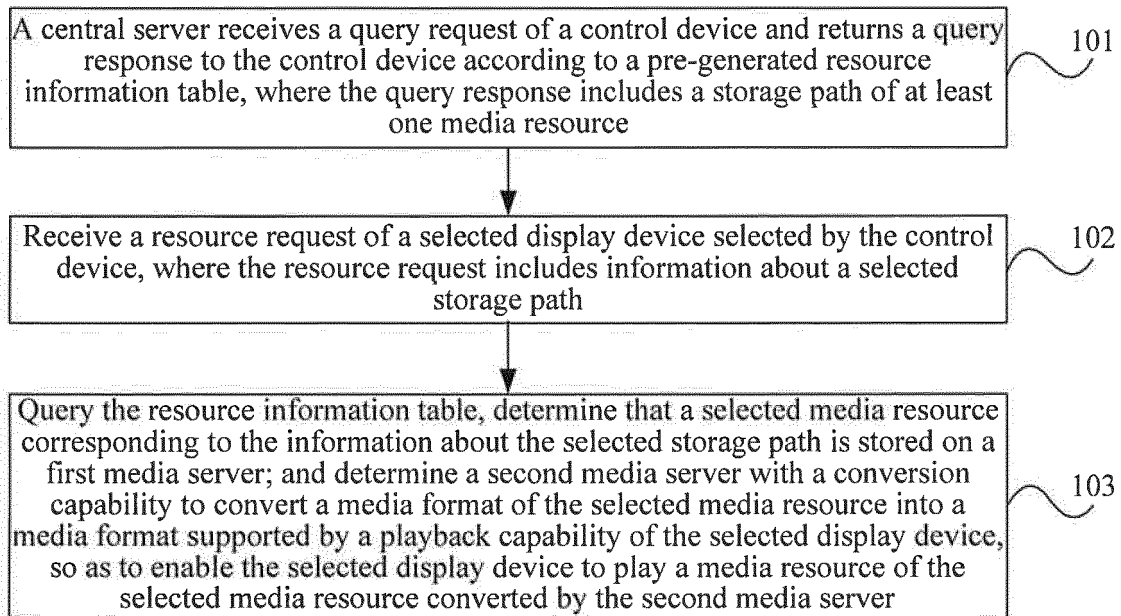 A central server receives a query request of a control device and returns a query
response to the control device according to a pre-generated resource
information table, where the query response includes a storage path of at least
one media resource
101
Receive a resource request of a selected display device selected by the control
device, where the resource request includes information about a selected
storage path
102
Query the resource information table, determine that a selected media resource
corresponding to the information about the selected storage path is stored on a
first media server; and determine a second media server with a conversion
capability to convert a media format of the selected media resource into a
media format supported by a playback capability of the selected display device,
so as to enable the selected display device to play a media resource of the
selected media resource converted by the second media server
103